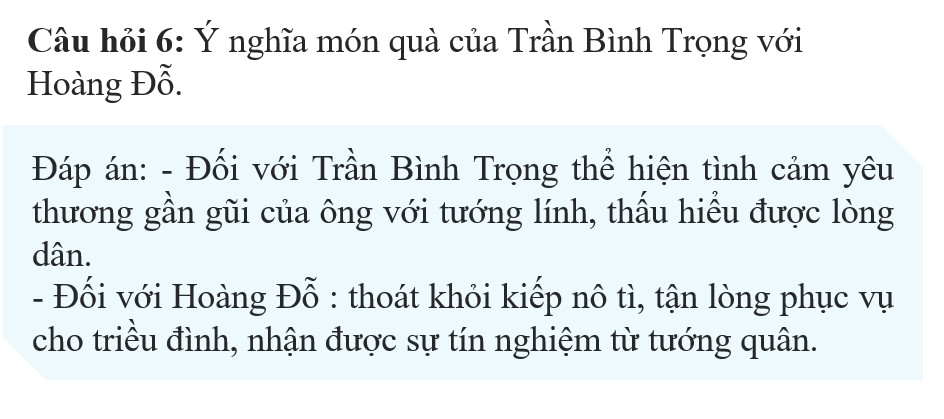 Câu hỏi 6: Ý nghĩa món quà của Trần Bình Trọng với
Hoàng Đỗ.
Đáp án: - Đối với Trần Bình Trọng thể hiện tình cảm yêu
thương gần gũi của ông với tướng lính, thấu hiểu được lòng
dân.
- Đối với Hoàng Đỗ : thoát khỏi kiếp nô tì, tận lòng phục vụ
cho triều đình, nhận được sự tín nghiệm từ tướng quân.